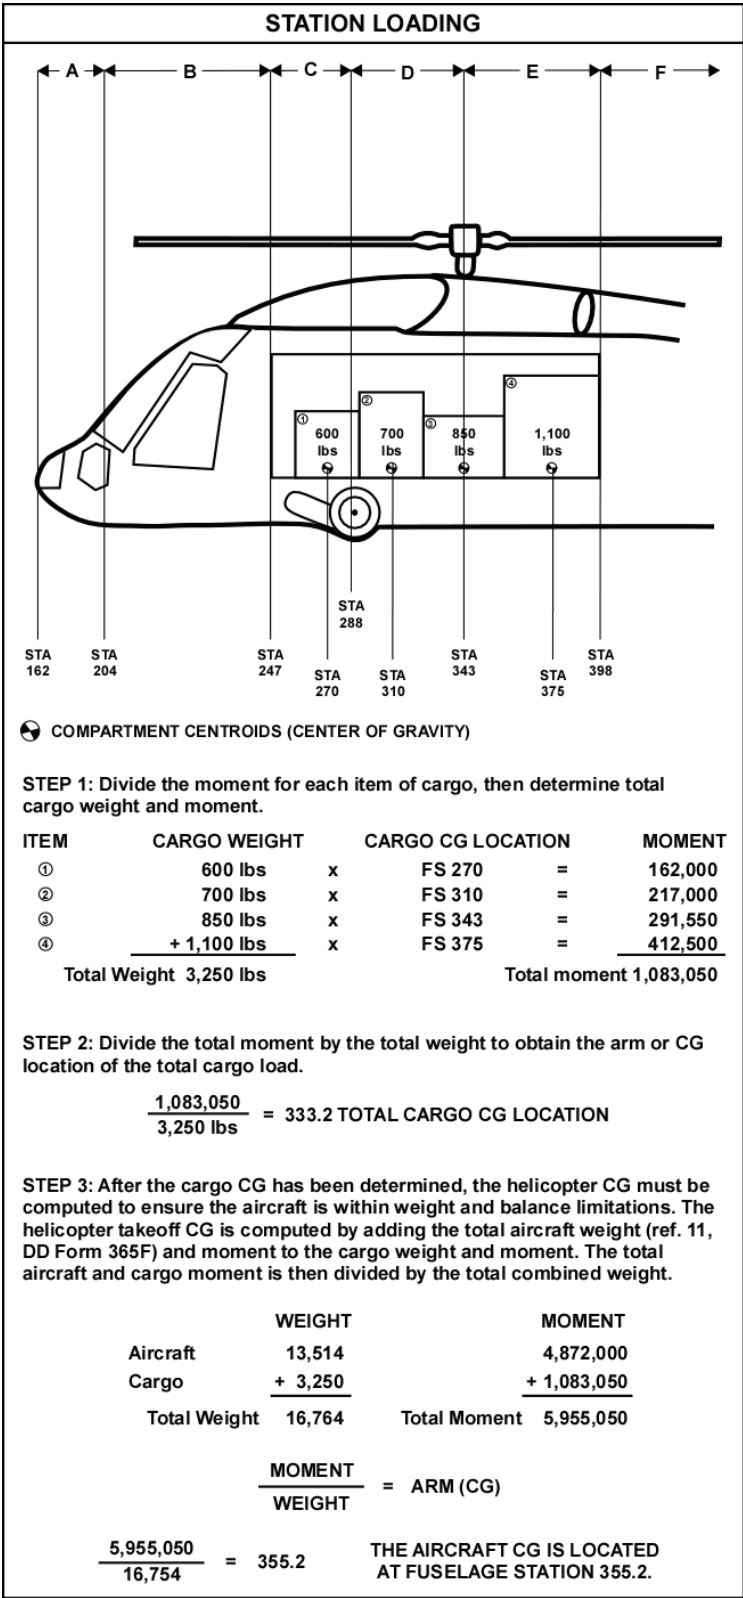 STATION LOADING
A B C D E F
① ② ③ ④
600 lbs
700 lbs
850 lbs
1,100 lbs
STA 288
STA 162
STA 204
STA 247
STA 270
STA 310
STA 343
STA 375
STA 398
COMPARTMENT CENTROIDS (CENTER OF GRAVITY)
STEP 1: Divide the moment for each item of cargo, then determine total
cargo weight and moment.
ITEM CARGO WEIGHT CARGO CG LOCATION MOMENT
① 600 lbs x FS 270 = 162,000
② 700 lbs x FS 310 = 217,000
③ 850 lbs x FS 343 = 291,550
④ + 1,100 lbs x FS 375 = 412,500
Total Weight 3,250 lbs Total moment 1,083,050
STEP 2: Divide the total moment by the total weight to obtain the arm or CG
location of the total cargo load.
1,083,050
3,250 lbs
= 333.2 TOTAL CARGO CG LOCATION
STEP 3: After the cargo CG has been determined, the helicopter CG must be
computed to ensure the aircraft is within weight and balance limitations. The
helicopter takeoff CG is computed by adding the total aircraft weight (ref. 11,
DD Form 365F) and moment to the cargo weight and moment. The total
aircraft and cargo moment is then divided by the total combined weight.
WEIGHT MOMENT
Aircraft 13,514 4,872,000
Cargo + 3,250 + 1,083,050
Total Weight 16,764 Total Moment 5,955,050
MOMENT
WEIGHT
= ARM (CG)
5,955,050
16,754
= 355.2
THE AIRCRAFT CG IS LOCATED
AT FUSELAGE STATION 355.2.